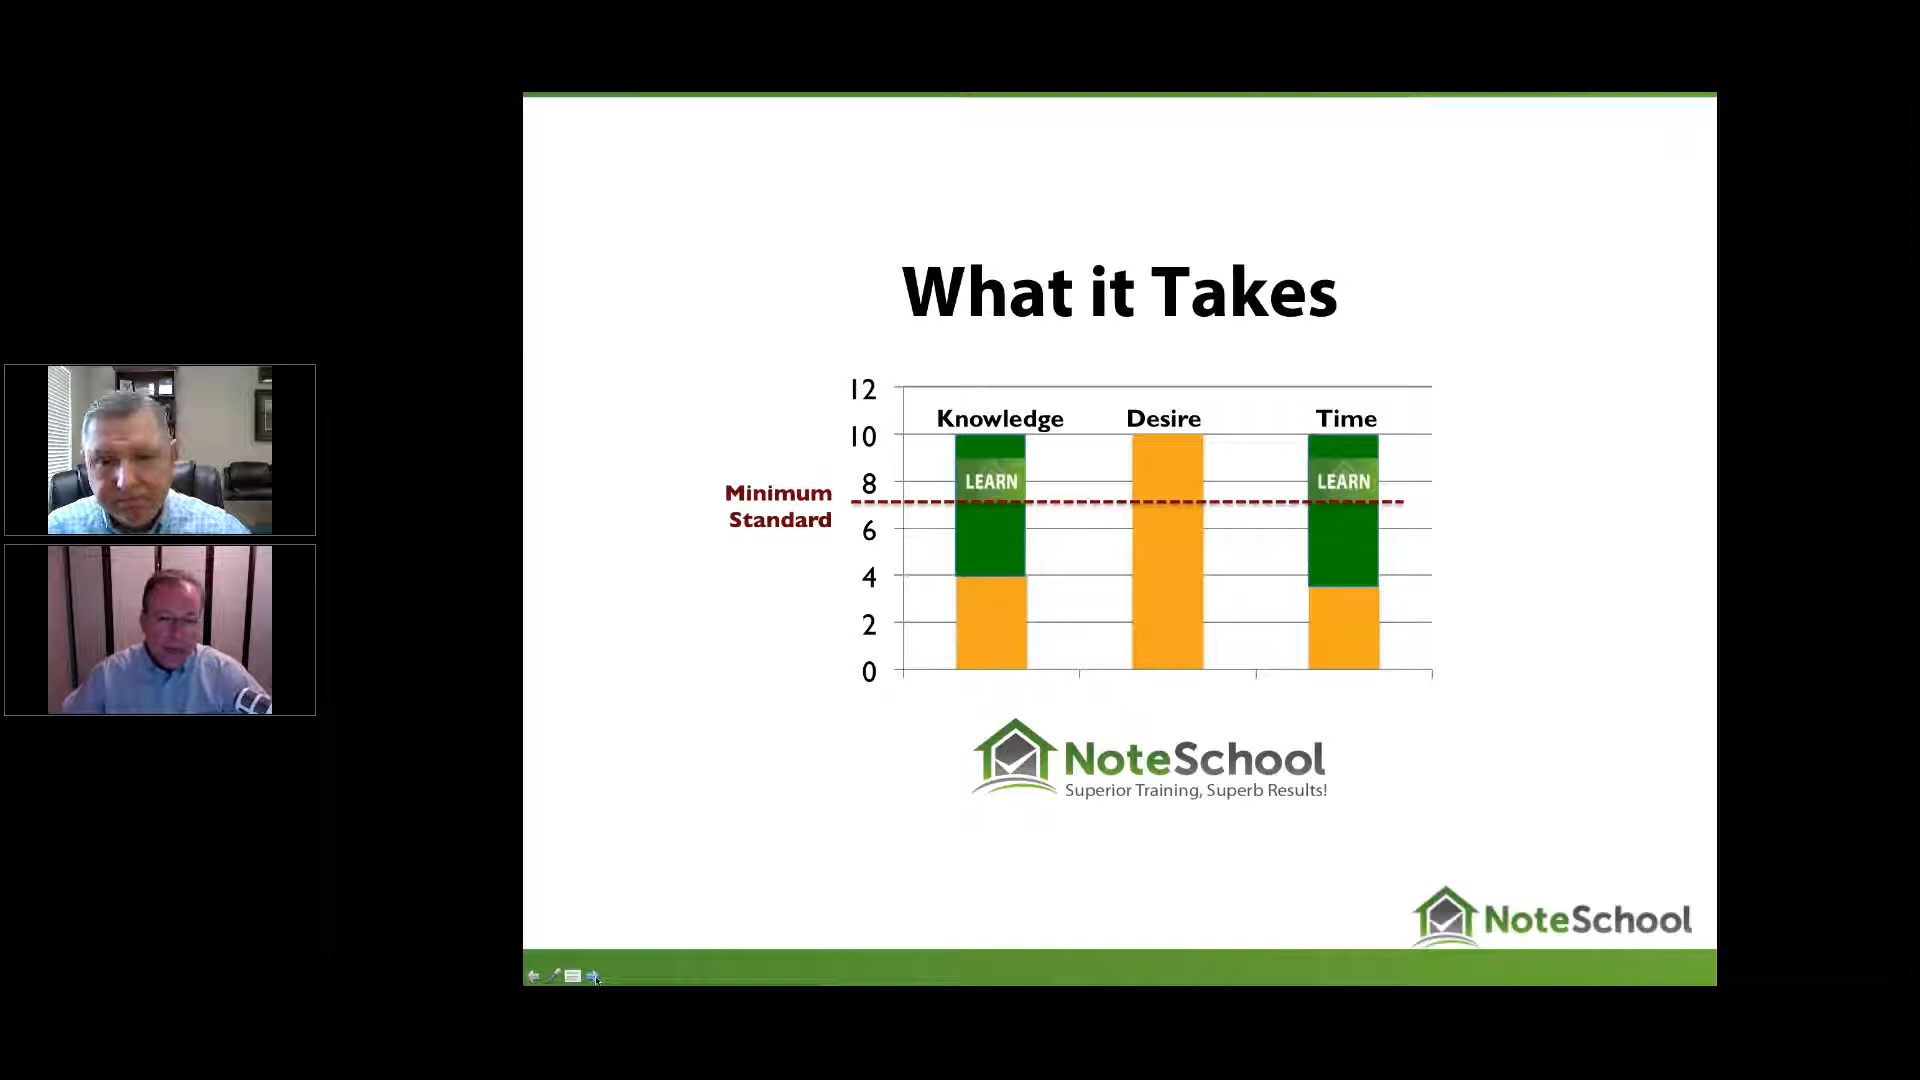 What it Takes
12
Knowledge Desire Time
10
LEARN LEARN
8
Minimum
Standard
6
4
2
0
NoteSchool
Superior Training, Superb Results!
NoteSchool